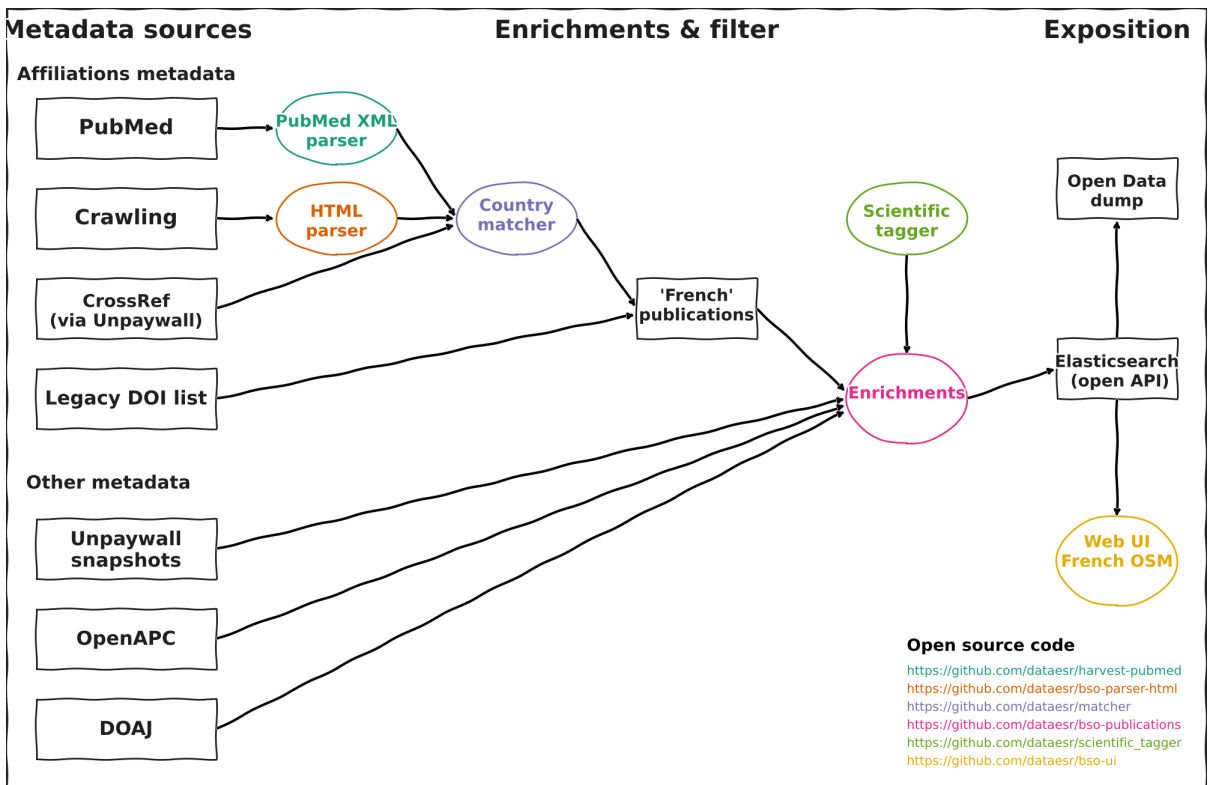 Metadata sources
Enrichments & filter
Exposition
Affiliations metadata
PubMed
PubMed XML
parser
Crawling
HTML
parser
Country
matcher
Scientific
tagger
Open Data
dump
CrossRef
(via Unpaywall)
'French'
publications
Legacy DOI list
Enrichments
Elasticsearch
(open API)
Other metadata
Unpaywall
snapshots
Web UI
French OSM
OpenAPC
DOAJ
Open source code
https://github.com/dataesr/harvest-pubmed
https://github.com/dataesr/bso-parser-html
https://github.com/dataesr/matcher
https://github.com/dataesr/bso-publications
https://github.com/dataesr/scientific_tagger
https://github.com/dataesr/bso-ui